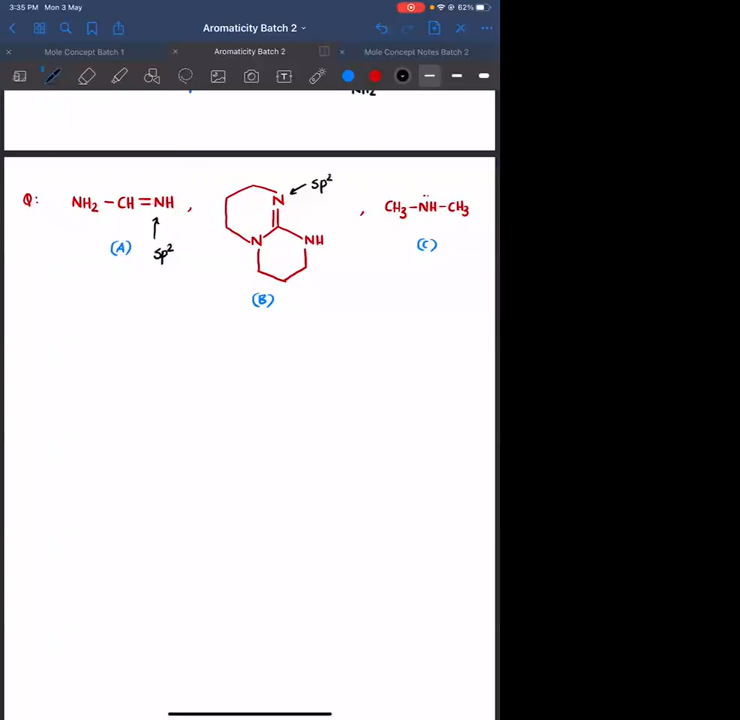 3:35 PM Mon 3 May
62%
Aromaticity Batch 2
Mole Concept Batch 1
Aromaticity Batch 2
Mole Concept Notes Batch 2
NH2
Q: NH2 – CH = NH ,
sp2
(A)
N
sp2
N
NH
(B)
, CH3–NH–CH3
(C)